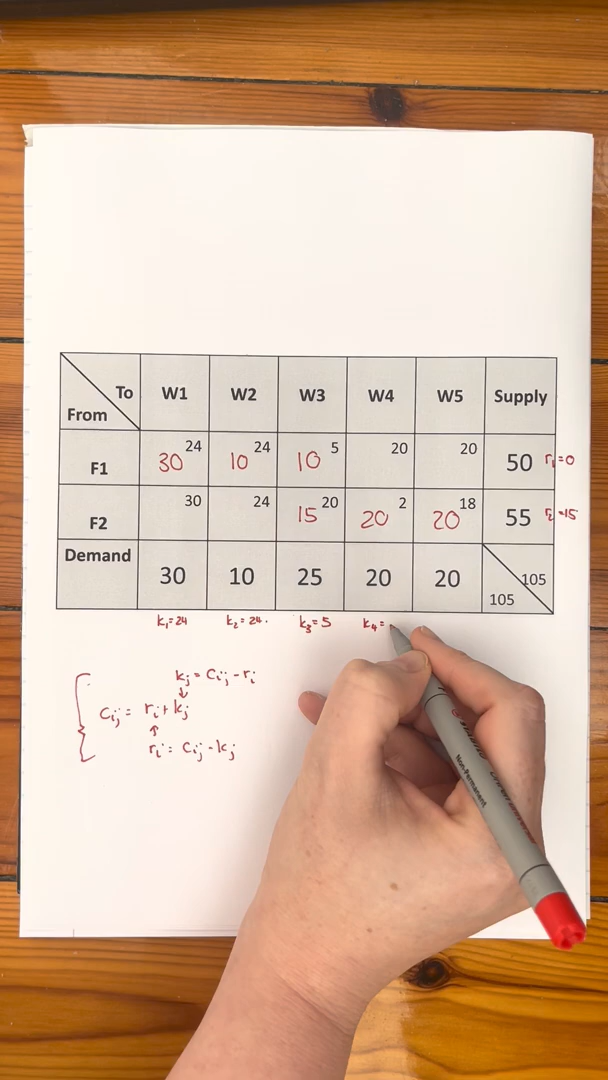 To W1 W2 W3 W4 W5 Supply
From
F1 30 24 10 24 10 5 20 20 50 r₁=0
F2 30 24 15 20 20 2 20 18 55 r₂=15
Demand 30 10 25 20 20 105
105
k₁=24 k₂=24. k₃=5 k₄=
kⱼ = cᵢⱼ - rᵢ
↓
cᵢⱼ = rᵢ + kⱼ
↑
rᵢ = cᵢⱼ - kⱼ
Non-Permanent